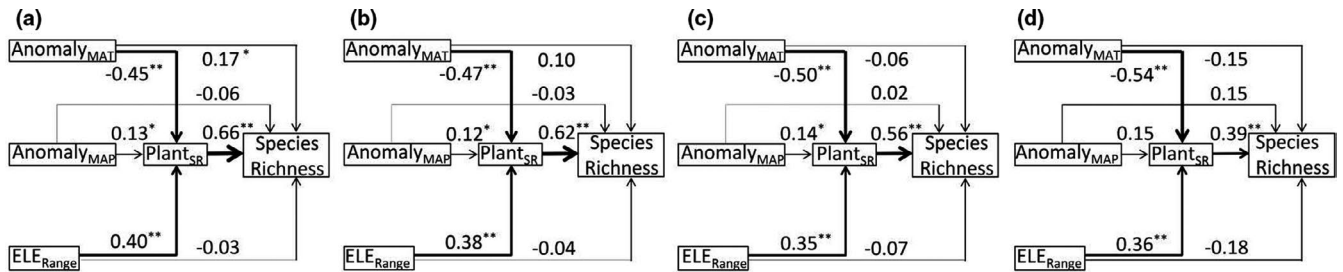 (a)
Anomaly_MAT
0.17 *
-0.45**
-0.06
0.13* 0.66**
Anomaly_MAP Plant_SR Species
Richness
0.40** -0.03
ELE_Range
(b)
Anomaly_MAT
0.10
-0.47**
-0.03
0.12* 0.62**
Anomaly_MAP Plant_SR Species
Richness
0.38** -0.04
ELE_Range
(c)
Anomaly_MAT
-0.06
-0.50**
0.02
0.14* 0.56**
Anomaly_MAP Plant_SR Species
Richness
0.35** -0.07
ELE_Range
(d)
Anomaly_MAT
-0.15
-0.54**
0.15
0.15 0.39**
Anomaly_MAP Plant_SR Species
Richness
0.36** -0.18
ELE_Range